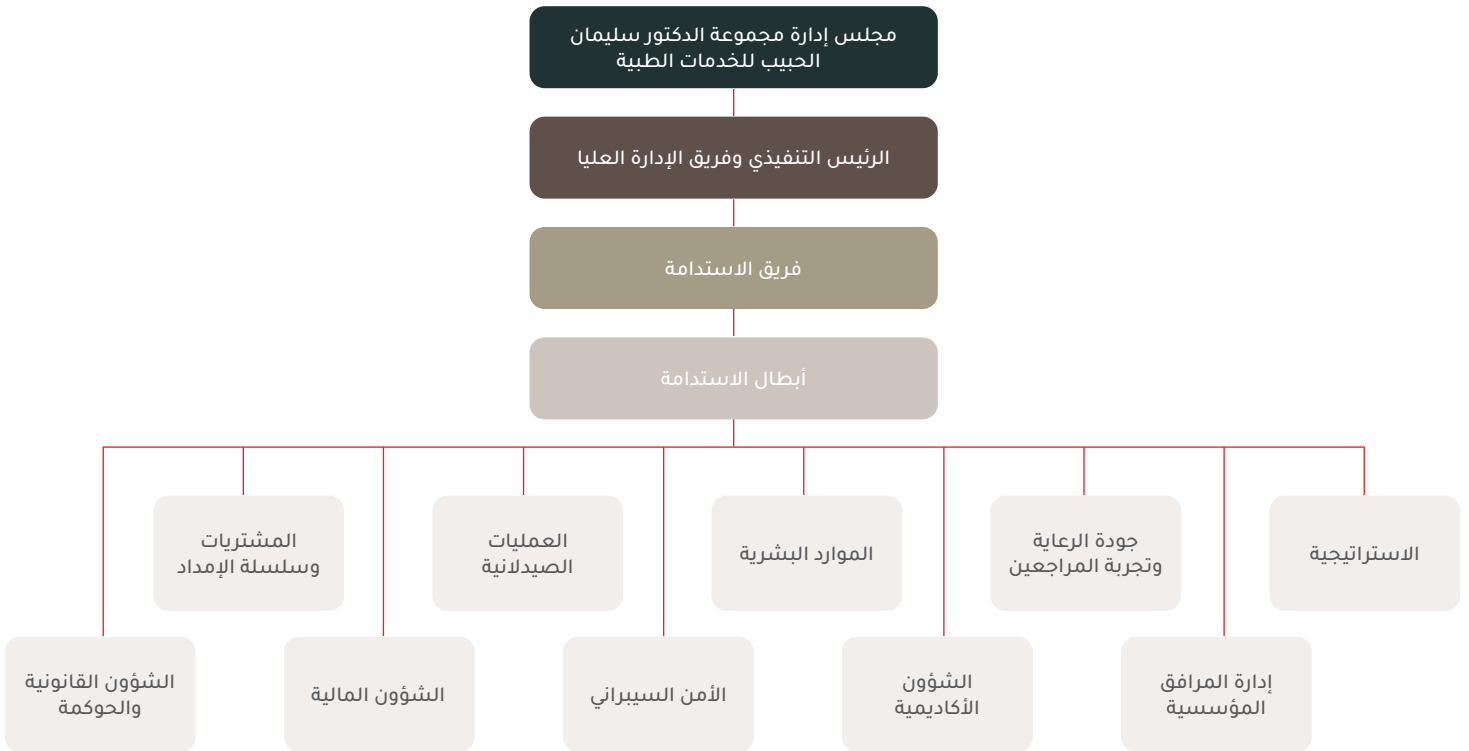 مجلس إدارة مجموعة الدكتور سليمان
الحبيب للخدمات الطبية
الرئيس التنفيذي وفريق الإدارة العليا
فريق الاستدامة
أبطال الاستدامة
الاستراتيجية
جودة الرعاية
وتجربة المراجعين
الموارد البشرية
العمليات
الصيدلانية
المشتريات
وسلسلة الإمداد
إدارة المرافق
المؤسسية
الشؤون
الأكاديمية
الأمن السيبراني
الشؤون المالية
الشؤون القانونية
والحوكمة